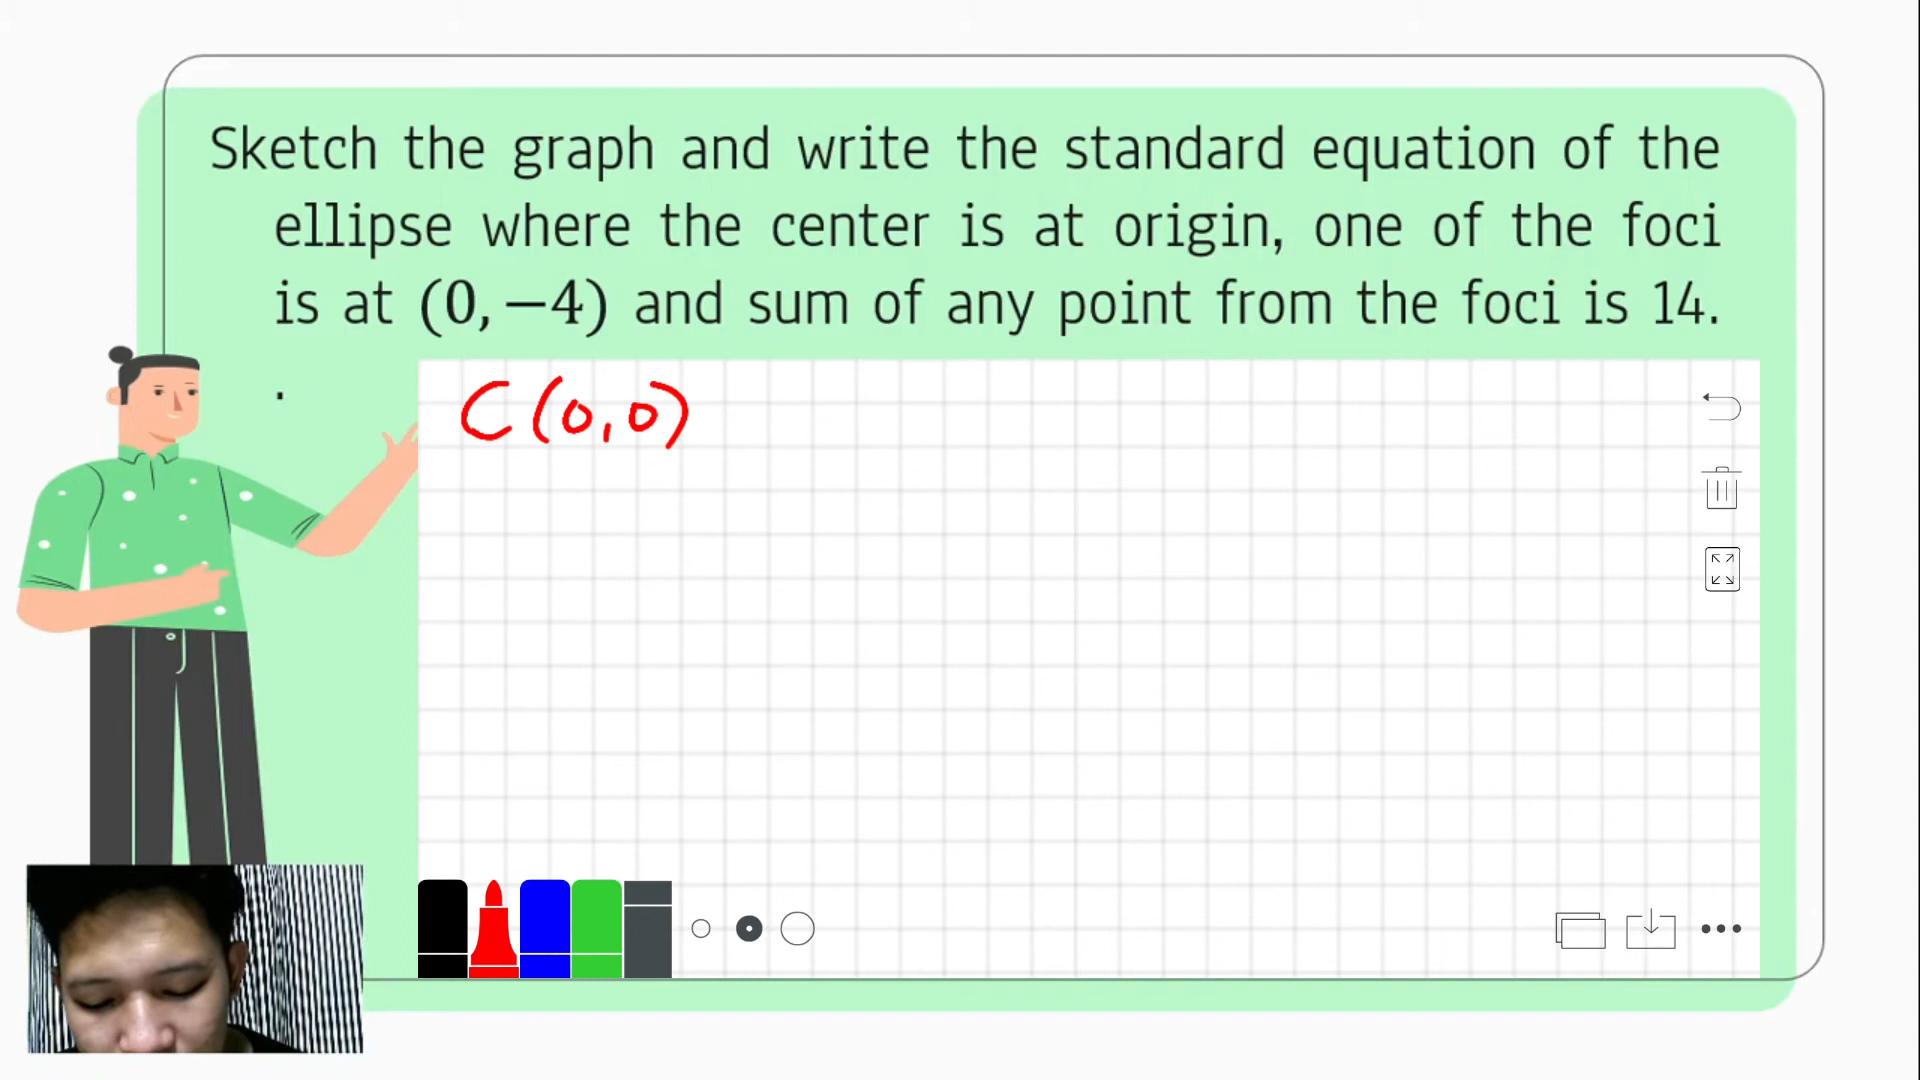 Sketch the graph and write the standard equation of the
ellipse where the center is at origin, one of the foci
is at (0, −4) and sum of any point from the foci is 14.
.
C(0,0)